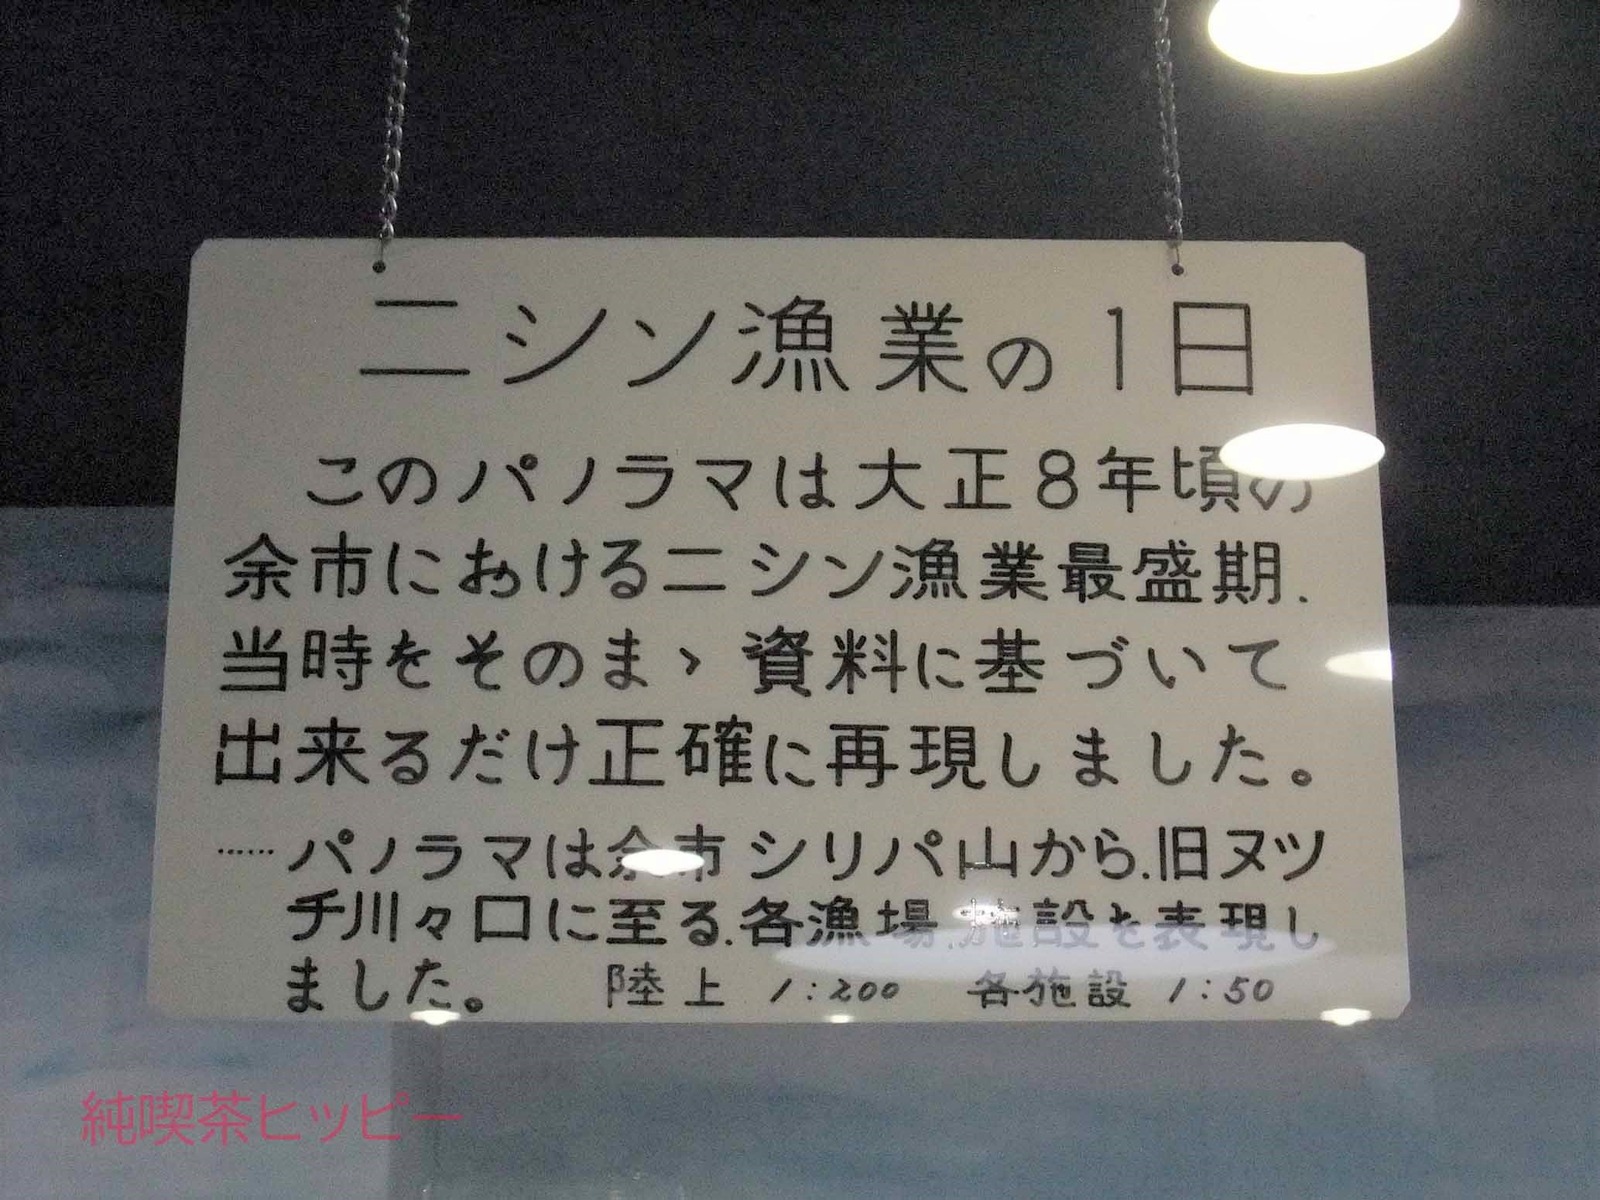 ニシン漁業の1日
このパノラマは大正8年頃の
余市におけるニシン漁業最盛期.
当時をそのまゝ資料に基づいて
出来るだけ正確に再現しました。
……パノラマは余市シリパ山から.旧ヌツ
チ川々口に至る.各漁場.施設を表現し
ました。 陸上 1:200 各施設 1:50
純喫茶ヒッピー